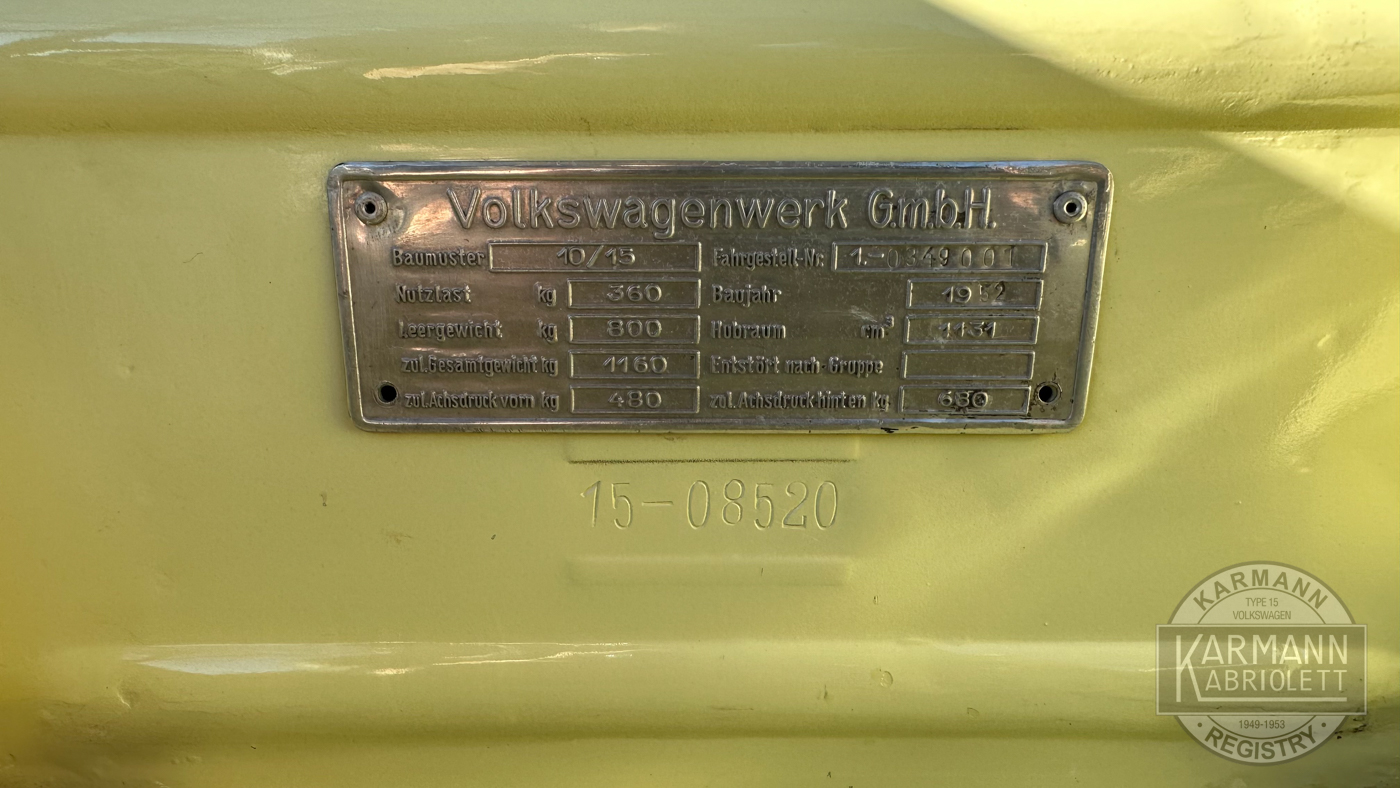 Volkswagenwerk G.m.b.H.
Baumuster 10/15 Fahrgestell-Nr. 1.-0349001
Nutzlast kg 360 Baujahr 1952
Leergewicht kg 800 Hubraum cm³ 1131
zul.Gesamtgewicht kg 1160 Entstört nach Gruppe
zul.Achsdruck vorn kg 480 zul.Achsdruck hinten kg 680
15-08520
KARMANN
TYPE 15
VOLKSWAGEN
KARMANN
KABRIOLETT
1949-1953
REGISTRY